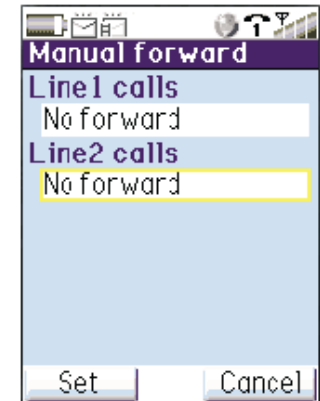 Manual forward
Line1 calls
No forward
Line2 calls
No forward
Set Cancel